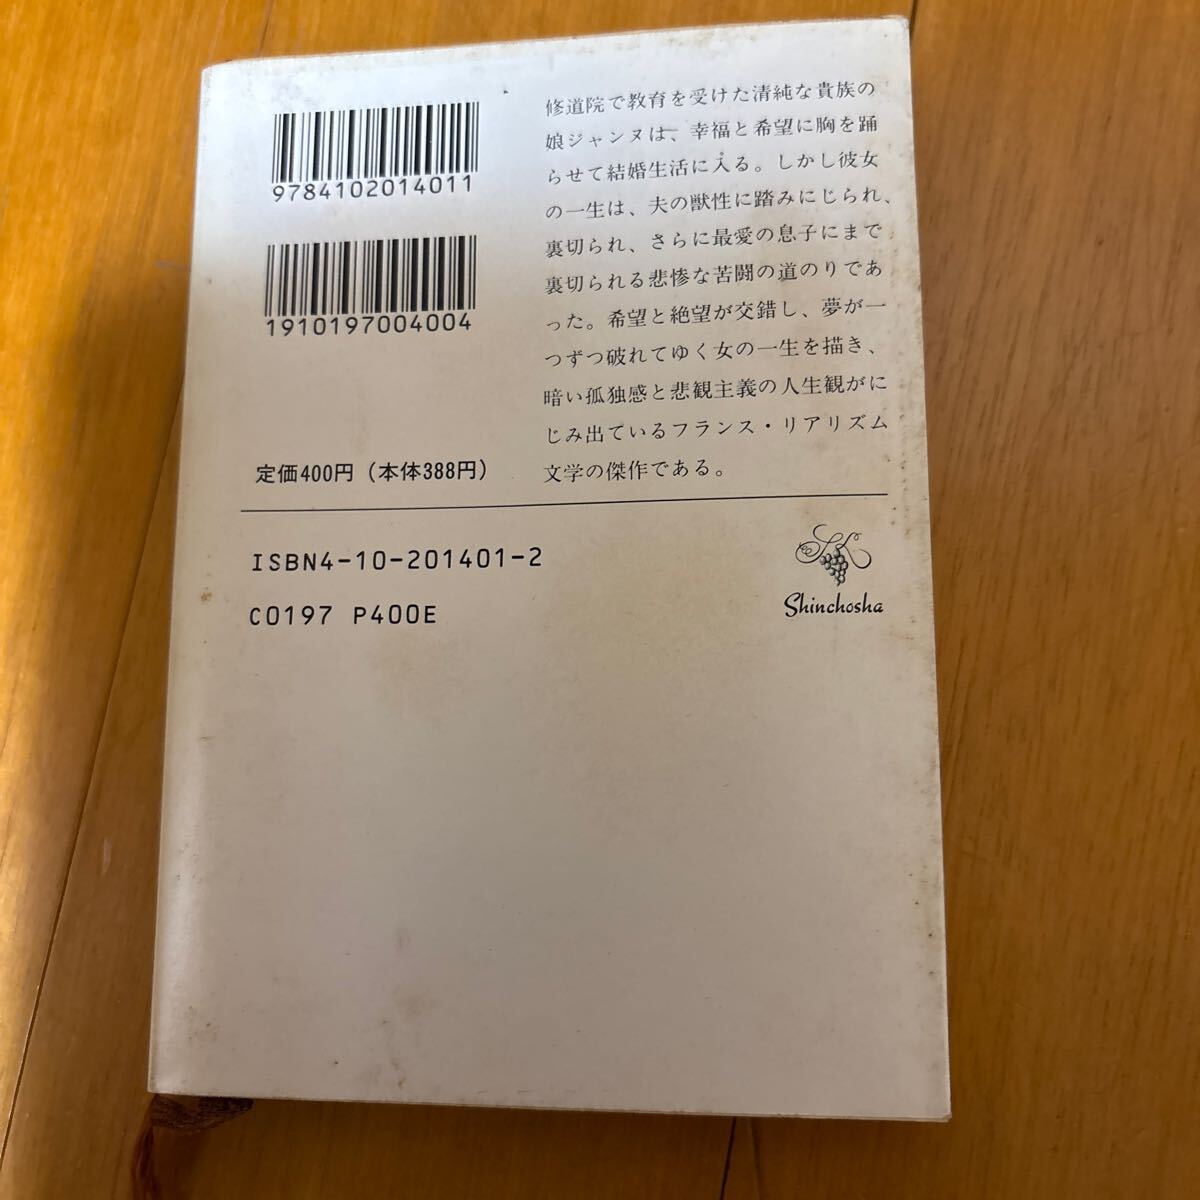 9784102014011
1910197004004
定価400円（本体388円）
修道院で教育を受けた清純な貴族の
娘ジャンヌは、幸福と希望に胸を踊
らせて結婚生活に入る。しかし彼女
の一生は、夫の獣性に踏みにじられ、
裏切られ、さらに最愛の息子にまで
裏切られる悲惨な苦闘の道のりであ
った。希望と絶望が交錯し、夢が一
つずつ破れてゆく女の一生を描き、
暗い孤独感と悲観主義の人生観がに
じみ出ているフランス・リアリズム
文学の傑作である。
ISBN4-10-201401-2
C0197 P400E
Shinchosha